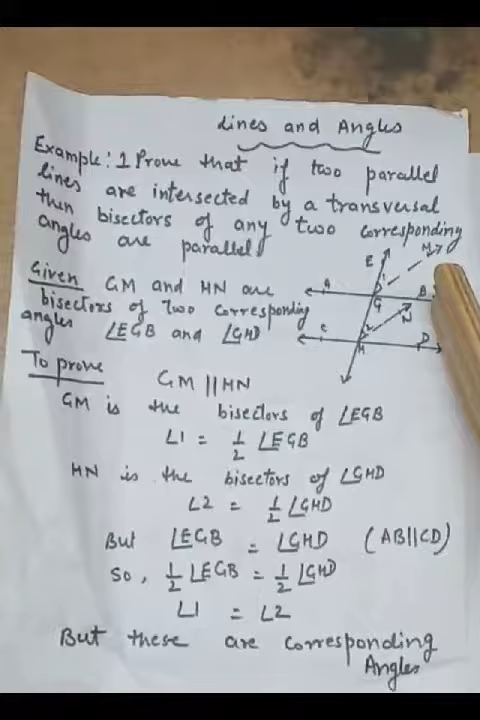 Lines and Angles
Example: 1 Prove that if two parallel
lines are intersected by a transversal
then bisectors of any two corresponding
angles are parallel
Given GM and HN are
bisectors of two corresponding
angles ∠EGB and ∠GHD
E
M
A
G
B
1
N
C
2
H
D
To prove GM || HN
GM is the bisectors of ∠EGB
∠1 = 1/2 ∠EGB
HN is the bisectors of ∠GHD
∠2 = 1/2 ∠GHD
But ∠EGB = ∠GHD (AB||CD)
So, 1/2 ∠EGB = 1/2 ∠GHD
∠1 = ∠2
But these are corresponding
Angles